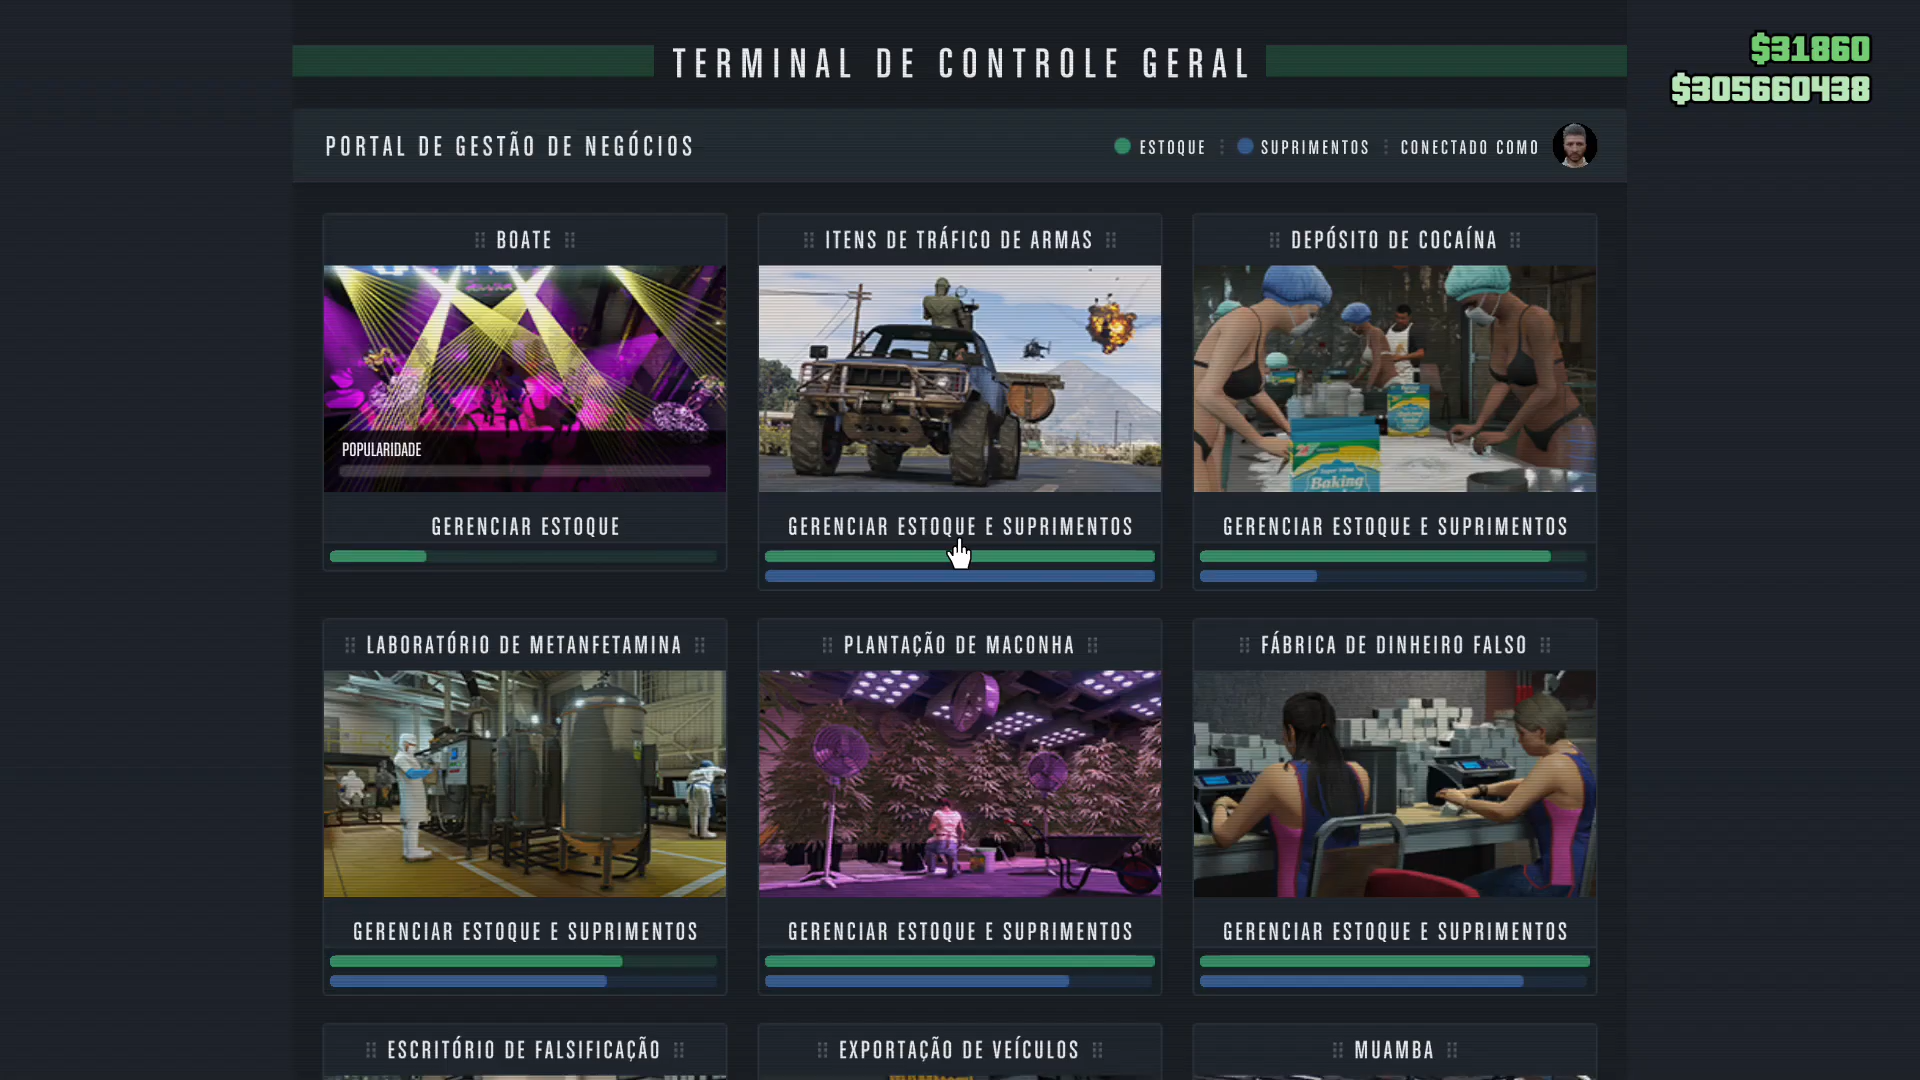 TERMINAL DE CONTROLE GERAL
$31860
$305660438
PORTAL DE GESTÃO DE NEGÓCIOS
ESTOQUE
SUPRIMENTOS
CONECTADO COMO
BOATE
ITENS DE TRÁFICO DE ARMAS
DEPÓSITO DE COCAÍNA
POPULARIDADE
Baking
GERENCIAR ESTOQUE
GERENCIAR ESTOQUE E SUPRIMENTOS
GERENCIAR ESTOQUE E SUPRIMENTOS
LABORATÓRIO DE METANFETAMINA
PLANTAÇÃO DE MACONHA
FÁBRICA DE DINHEIRO FALSO
GERENCIAR ESTOQUE E SUPRIMENTOS
GERENCIAR ESTOQUE E SUPRIMENTOS
GERENCIAR ESTOQUE E SUPRIMENTOS
ESCRITÓRIO DE FALSIFICAÇÃO
EXPORTAÇÃO DE VEÍCULOS
MUAMBA